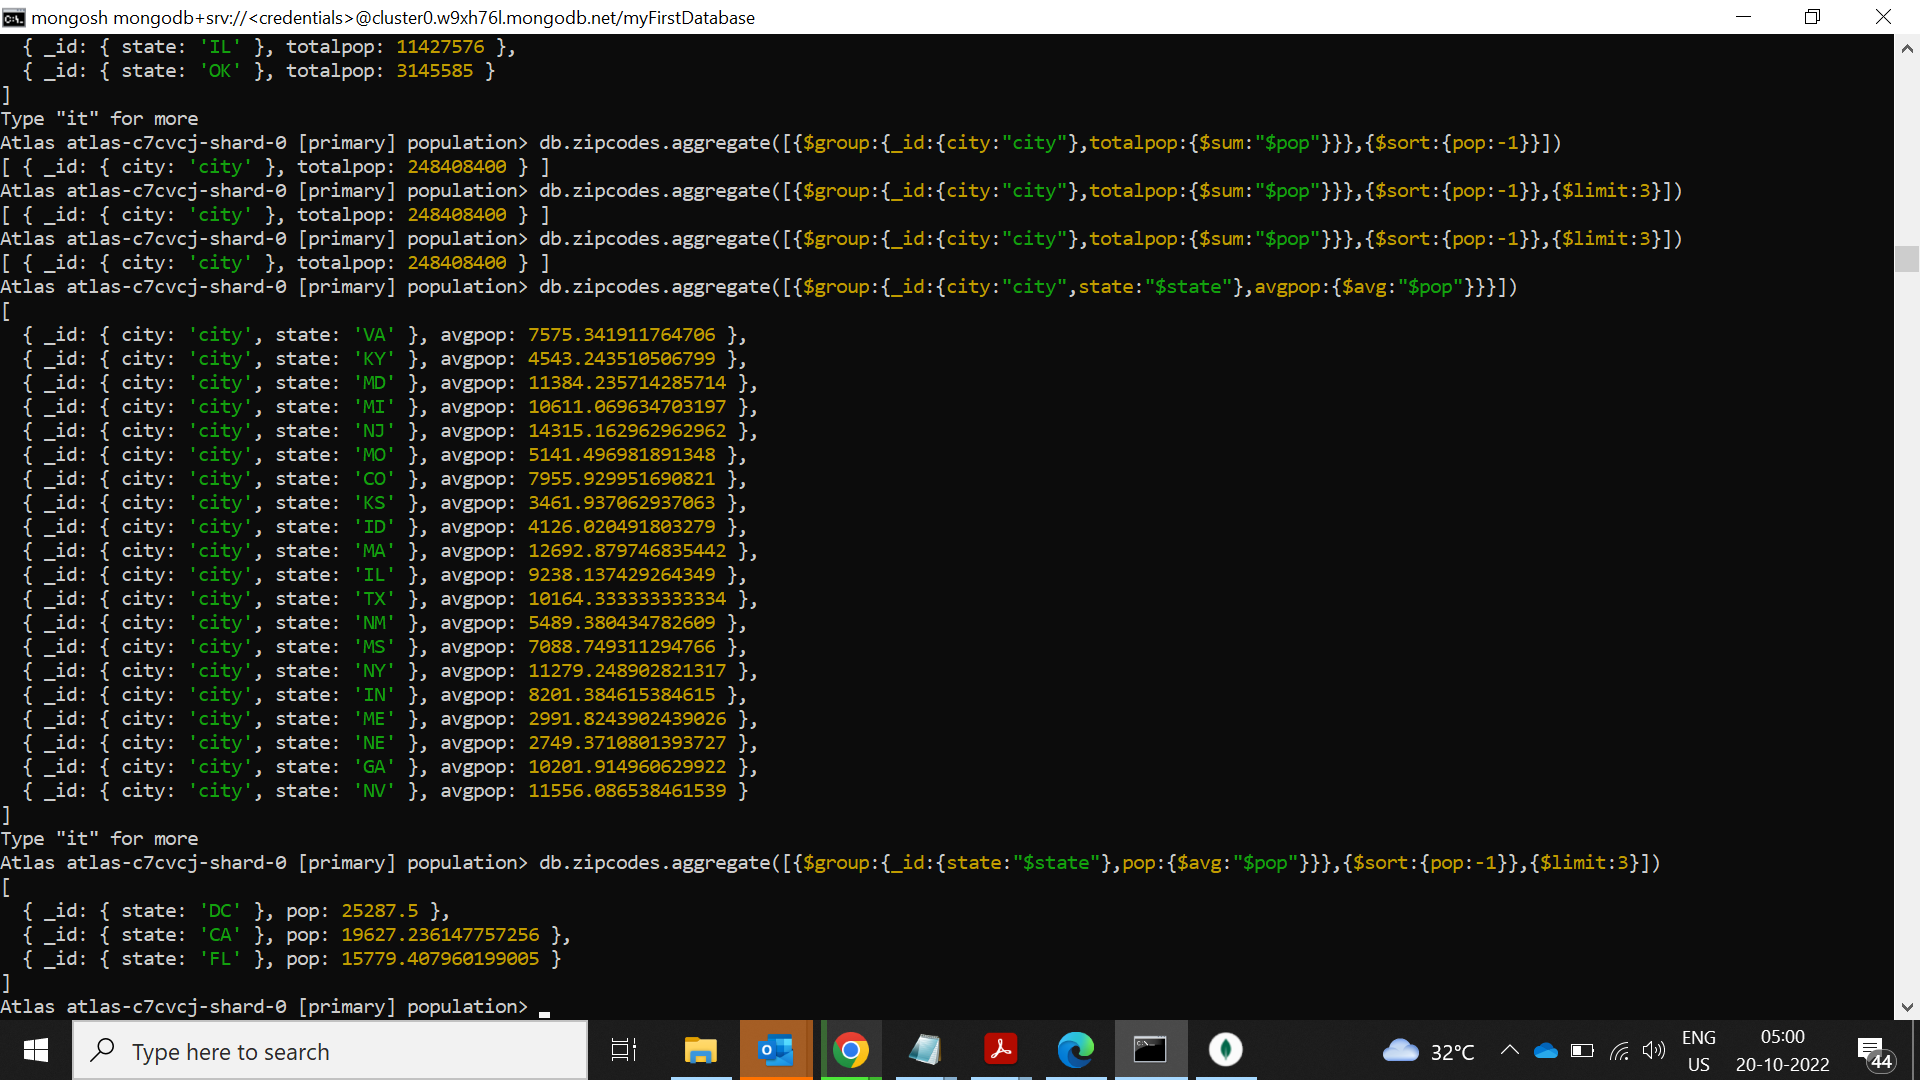 mongosh mongodb+srv://<credentials>@cluster0.w9xh76l.mongodb.net/myFirstDatabase
  { _id: { state: 'IL' }, totalpop: 11427576 },
  { _id: { state: 'OK' }, totalpop: 3145585 }
]
Type "it" for more
Atlas atlas-c7cvcj-shard-0 [primary] population> db.zipcodes.aggregate([{$group:{_id:{city:"city"},totalpop:{$sum:"$pop"}}},{$sort:{pop:-1}}])
[ { _id: { city: 'city' }, totalpop: 248408400 } ]
Atlas atlas-c7cvcj-shard-0 [primary] population> db.zipcodes.aggregate([{$group:{_id:{city:"city"},totalpop:{$sum:"$pop"}}},{$sort:{pop:-1}},{$limit:3}])
[ { _id: { city: 'city' }, totalpop: 248408400 } ]
Atlas atlas-c7cvcj-shard-0 [primary] population> db.zipcodes.aggregate([{$group:{_id:{city:"city"},totalpop:{$sum:"$pop"}}},{$sort:{pop:-1}},{$limit:3}])
[ { _id: { city: 'city' }, totalpop: 248408400 } ]
Atlas atlas-c7cvcj-shard-0 [primary] population> db.zipcodes.aggregate([{$group:{_id:{city:"city",state:"$state"},avgpop:{$avg:"$pop"}}}])
[
  { _id: { city: 'city', state: 'VA' }, avgpop: 7575.341911764706 },
  { _id: { city: 'city', state: 'KY' }, avgpop: 4543.243510506799 },
  { _id: { city: 'city', state: 'MD' }, avgpop: 11384.235714285714 },
  { _id: { city: 'city', state: 'MI' }, avgpop: 10611.069634703197 },
  { _id: { city: 'city', state: 'NJ' }, avgpop: 14315.162962962962 },
  { _id: { city: 'city', state: 'MO' }, avgpop: 5141.496981891348 },
  { _id: { city: 'city', state: 'CO' }, avgpop: 7955.929951690821 },
  { _id: { city: 'city', state: 'KS' }, avgpop: 3461.937062937063 },
  { _id: { city: 'city', state: 'ID' }, avgpop: 4126.020491803279 },
  { _id: { city: 'city', state: 'MA' }, avgpop: 12692.879746835442 },
  { _id: { city: 'city', state: 'IL' }, avgpop: 9238.137429264349 },
  { _id: { city: 'city', state: 'TX' }, avgpop: 10164.333333333334 },
  { _id: { city: 'city', state: 'NM' }, avgpop: 5489.380434782609 },
  { _id: { city: 'city', state: 'MS' }, avgpop: 7088.749311294766 },
  { _id: { city: 'city', state: 'NY' }, avgpop: 11279.248902821317 },
  { _id: { city: 'city', state: 'IN' }, avgpop: 8201.384615384615 },
  { _id: { city: 'city', state: 'ME' }, avgpop: 2991.8243902439026 },
  { _id: { city: 'city', state: 'NE' }, avgpop: 2749.3710801393727 },
  { _id: { city: 'city', state: 'GA' }, avgpop: 10201.914960629922 },
  { _id: { city: 'city', state: 'NV' }, avgpop: 11556.086538461539 }
]
Type "it" for more
Atlas atlas-c7cvcj-shard-0 [primary] population> db.zipcodes.aggregate([{$group:{_id:{state:"$state"},pop:{$avg:"$pop"}}},{$sort:{pop:-1}},{$limit:3}])
[
  { _id: { state: 'DC' }, pop: 25287.5 },
  { _id: { state: 'CA' }, pop: 19627.236147757256 },
  { _id: { state: 'FL' }, pop: 15779.407960199005 }
]
Atlas atlas-c7cvcj-shard-0 [primary] population>
Type here to search
32°C
ENG
US
05:00
20-10-2022
44